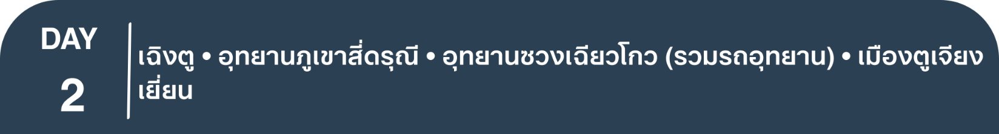 DAY
2
เฉิงตู • อุทยานภูเขาสี่ดรุณี • อุทยานซวงเฉียวโกว (รวมรถอุทยาน) • เมืองตูเจียง
เยี่ยน